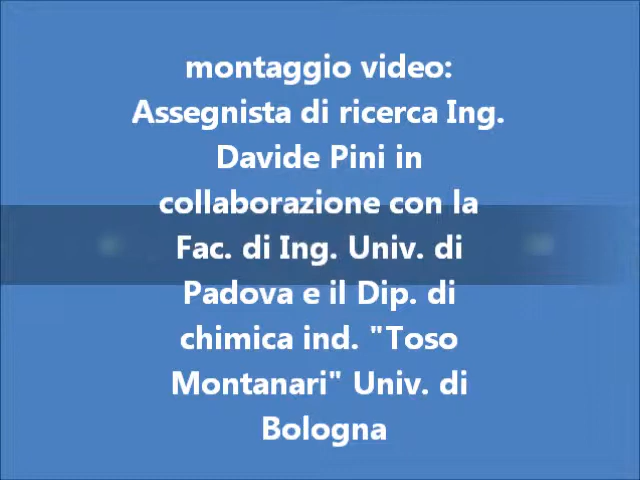 montaggio video:
Assegnista di ricerca Ing.
Davide Pini in
collaborazione con la
Fac. di Ing. Univ. di
Padova e il Dip. di
chimica ind. "Toso
Montanari" Univ. di
Bologna